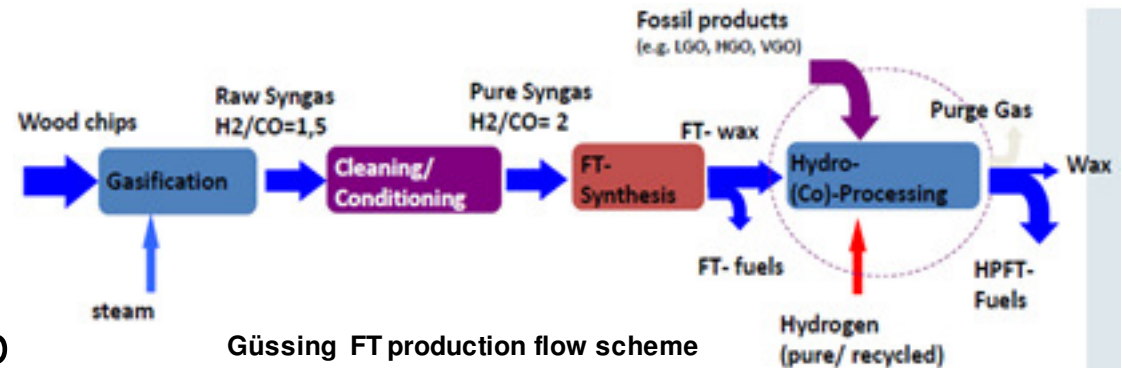 Fossil products
(e.g. LGO, HGO, VGO)
Wood chips
Raw Syngas
H2/CO=1,5
Pure Syngas
H2/CO= 2
FT- wax
Purge Gas
Gasification
Cleaning/
Conditioning
FT-
Synthesis
Hydro-
(Co)-Processing
Wax
steam
FT- fuels
HPFT-
Fuels
Hydrogen
(pure/ recycled)
Güssing FT production flow scheme